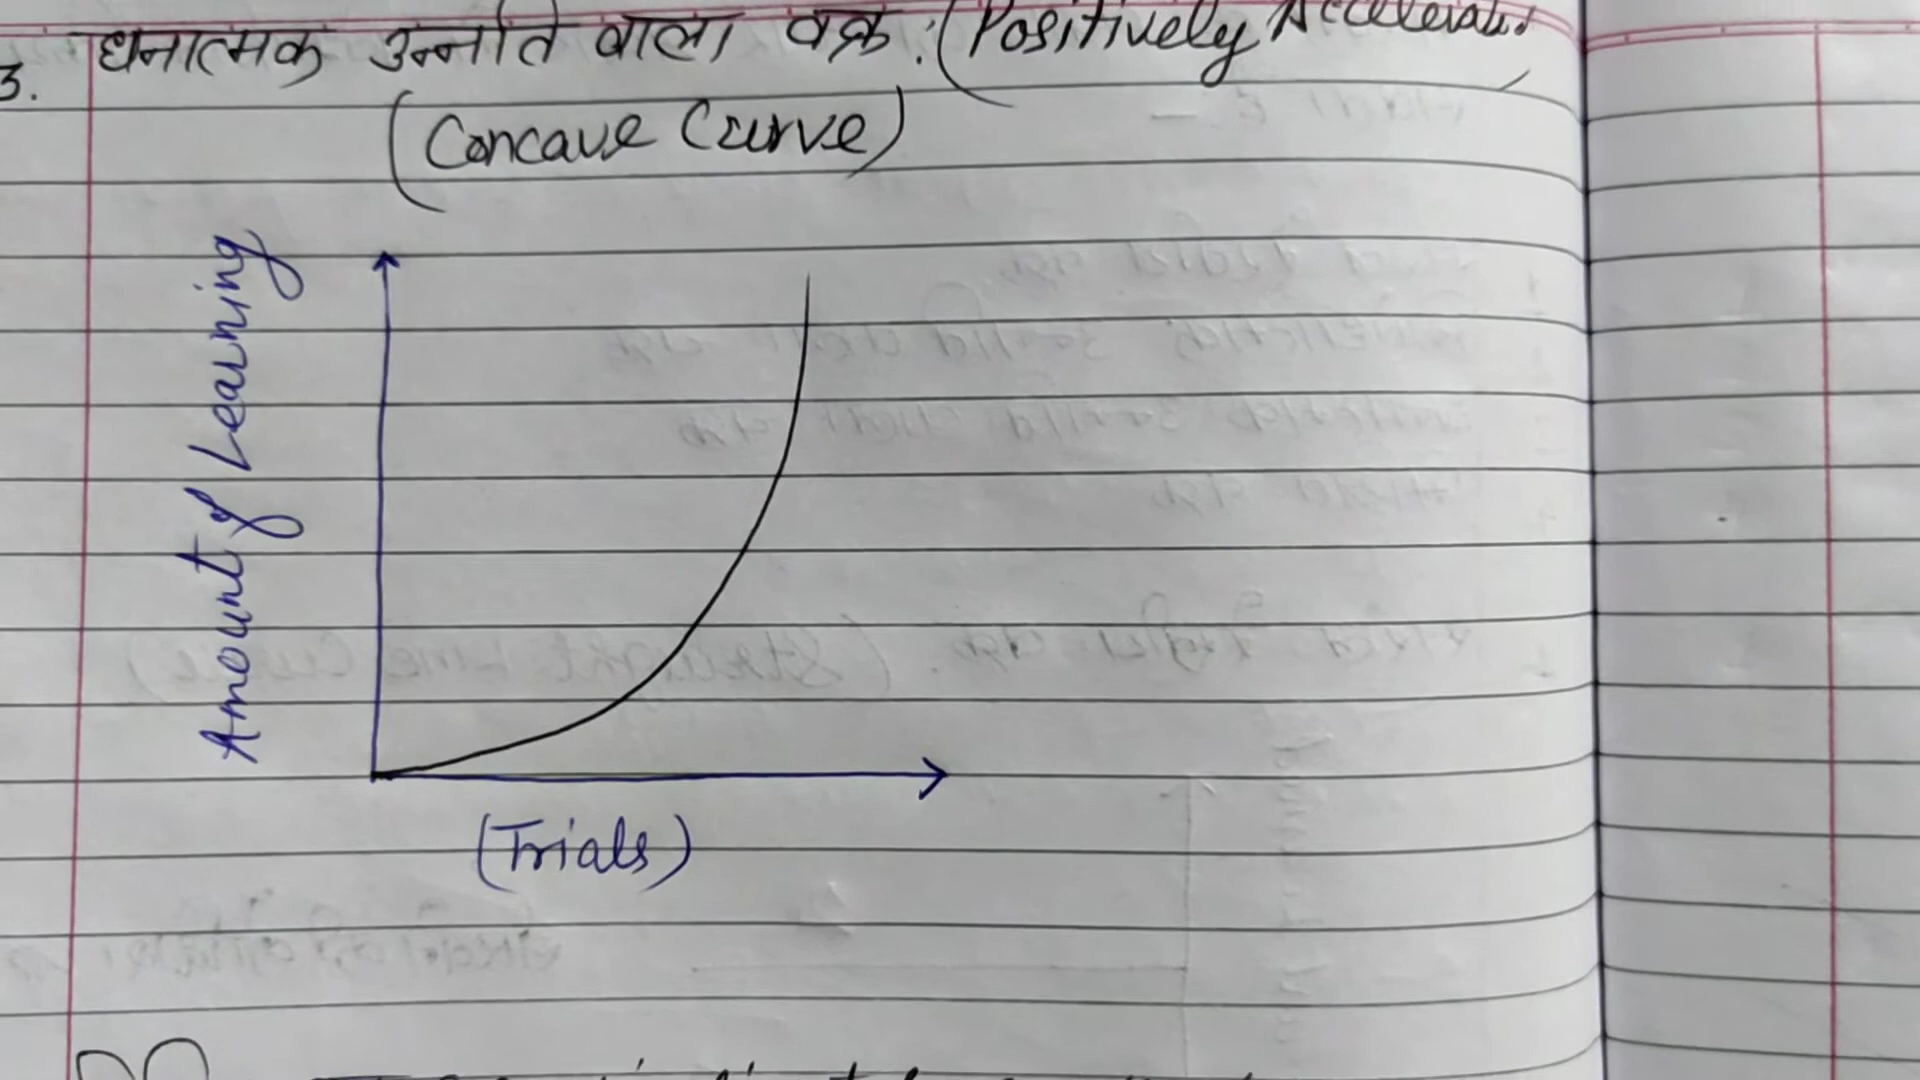 3. धनात्मक उन्नति वाला वक्र : (Positively Accelerated
(Concave Curve)
Amount of Learning
(Trials)